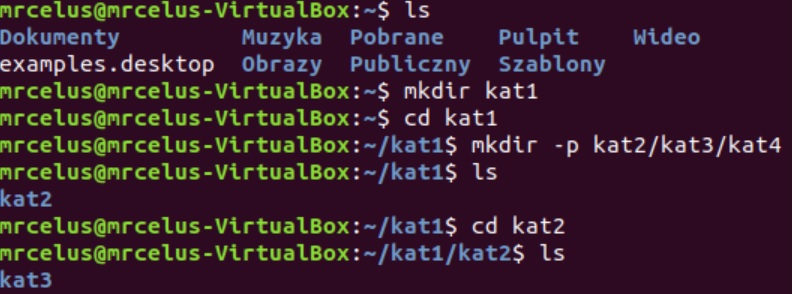 mrcelus@mrcelus-VirtualBox:~$ ls
Dokumenty Muzyka Pobrane Pulpit Wideo
examples.desktop Obrazy Publiczny Szablony
mrcelus@mrcelus-VirtualBox:~$ mkdir kat1
mrcelus@mrcelus-VirtualBox:~$ cd kat1
mrcelus@mrcelus-VirtualBox:~/kat1$ mkdir -p kat2/kat3/kat4
mrcelus@mrcelus-VirtualBox:~/kat1$ ls
kat2
mrcelus@mrcelus-VirtualBox:~/kat1$ cd kat2
mrcelus@mrcelus-VirtualBox:~/kat1/kat2$ ls
kat3